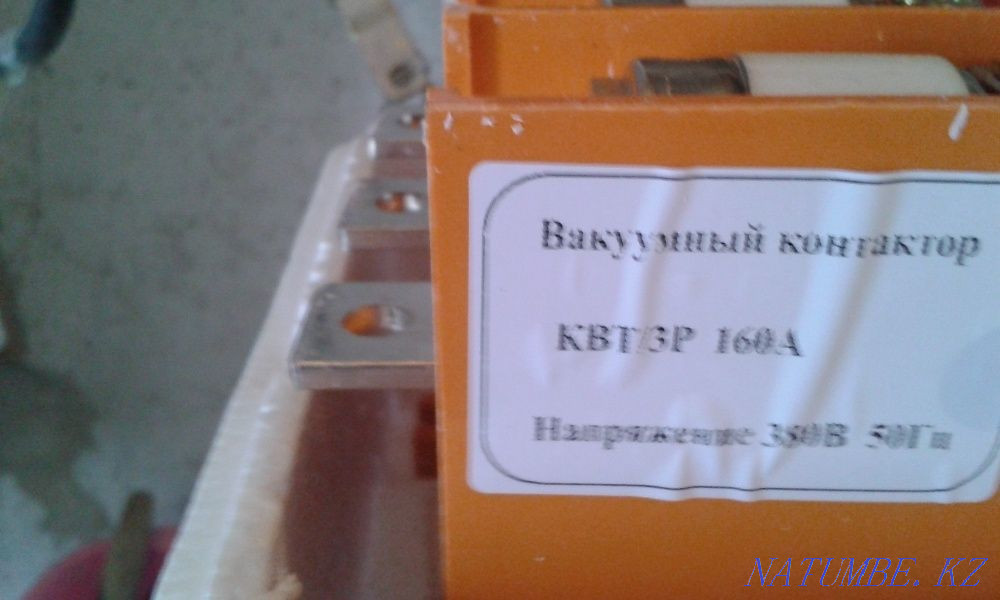 Вакуумный контактор
КВТ 3Р 160А
Напряжение 380В 50Гц
NATUMBE.KZ